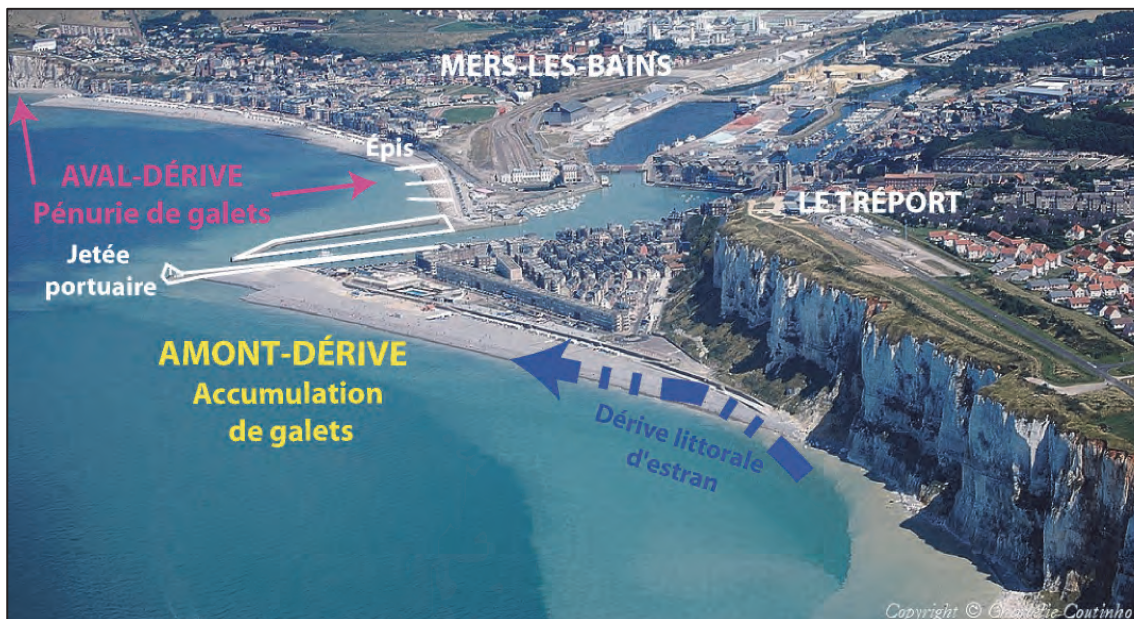 MERS-LES-BAINS
Épis
AVAL-DÉRIVE
Pénurie de galets
LE TRÉPORT
Jetée
portuaire
AMONT-DÉRIVE
Accumulation
de galets
Dérive littorale
d'estran
Copyright © Coutinho